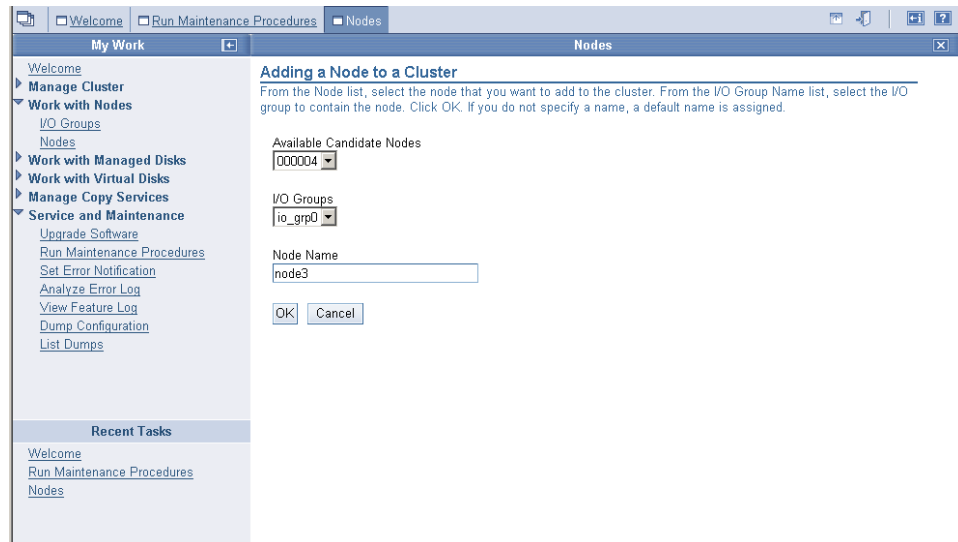 Welcome
Run Maintenance Procedures
Nodes
?
My Work
Nodes
Welcome
Manage Cluster
Work with Nodes
I/O Groups
Nodes
Work with Managed Disks
Work with Virtual Disks
Manage Copy Services
Service and Maintenance
Upgrade Software
Run Maintenance Procedures
Set Error Notification
Analyze Error Log
View Feature Log
Dump Configuration
List Dumps
Recent Tasks
Welcome
Run Maintenance Procedures
Nodes
Adding a Node to a Cluster
From the Node list, select the node that you want to add to the cluster. From the I/O Group Name list, select the I/O
group to contain the node. Click OK. If you do not specify a name, a default name is assigned.
Available Candidate Nodes
000004
I/O Groups
io_grp0
Node Name
node3
OK Cancel